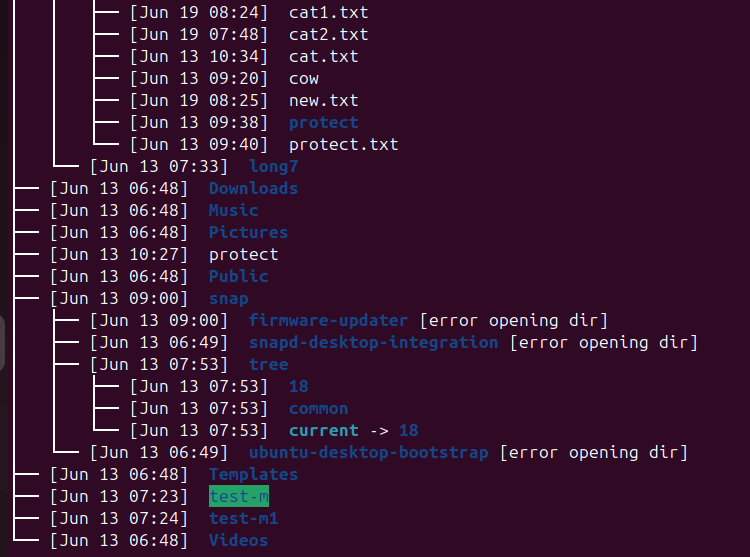 [Jun 19 08:24] cat1.txt
[Jun 19 07:48] cat2.txt
[Jun 13 10:34] cat.txt
[Jun 13 09:20] cow
[Jun 19 08:25] new.txt
[Jun 13 09:38] protect
[Jun 13 09:40] protect.txt
[Jun 13 07:33] long7
[Jun 13 06:48] Downloads
[Jun 13 06:48] Music
[Jun 13 06:48] Pictures
[Jun 13 10:27] protect
[Jun 13 06:48] Public
[Jun 13 09:00] snap
[Jun 13 09:00] firmware-updater [error opening dir]
[Jun 13 06:49] snapd-desktop-integration [error opening dir]
[Jun 13 07:53] tree
[Jun 13 07:53] 18
[Jun 13 07:53] common
[Jun 13 07:53] current -> 18
[Jun 13 06:49] ubuntu-desktop-bootstrap [error opening dir]
[Jun 13 06:48] Templates
[Jun 13 07:23] test-m
[Jun 13 07:24] test-m1
[Jun 13 06:48] Videos